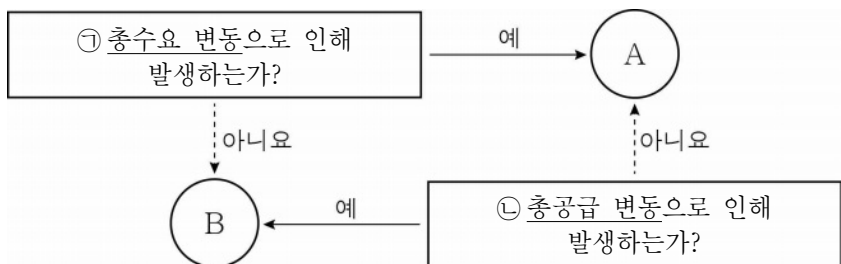 ㉠ 총수요 변동으로 인해
발생하는가?
예
A
아니요
아니요
B
예
㉡ 총공급 변동으로 인해
발생하는가?